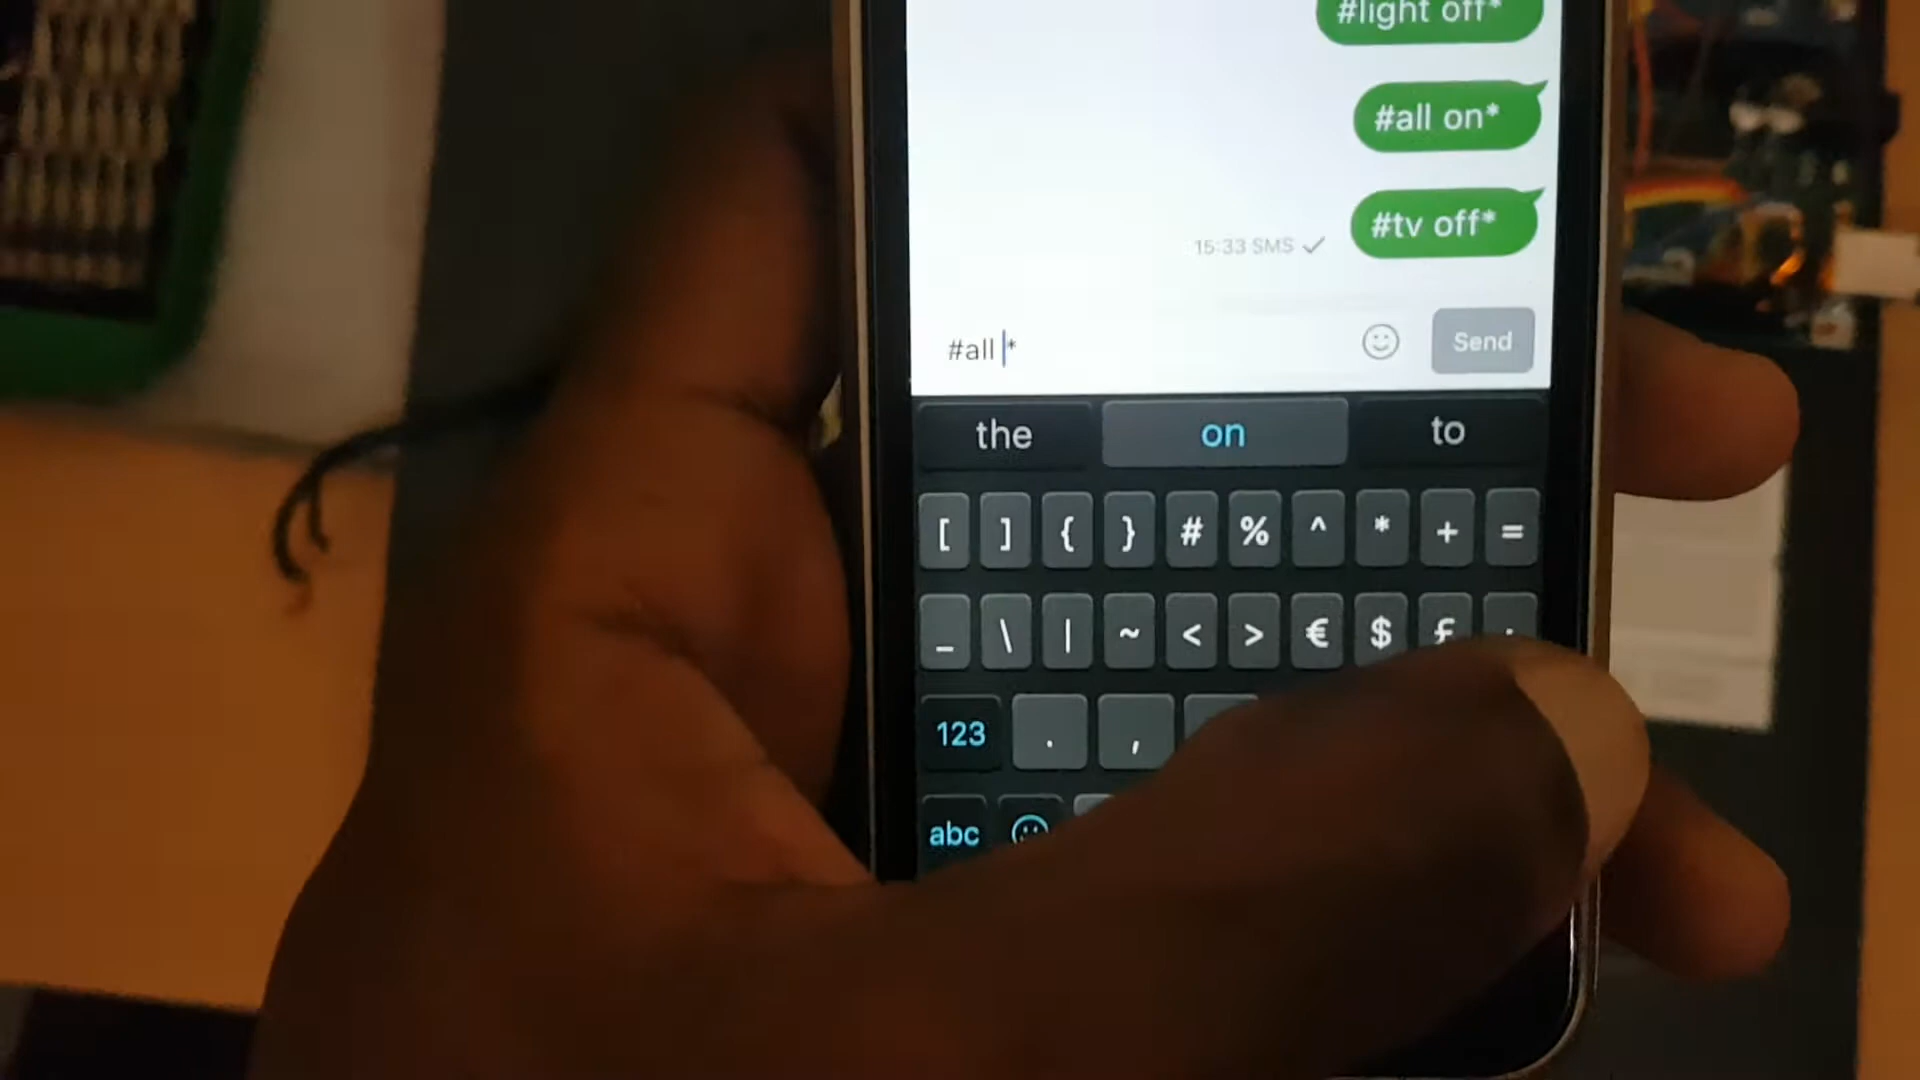 #light off*
#all on*
#tv off*
15:33 SMS ✓
#all *
Send
the on to
[ ] { } # % ^ * + =
_ \ | ~ < > € $ £
123 . ,
abc